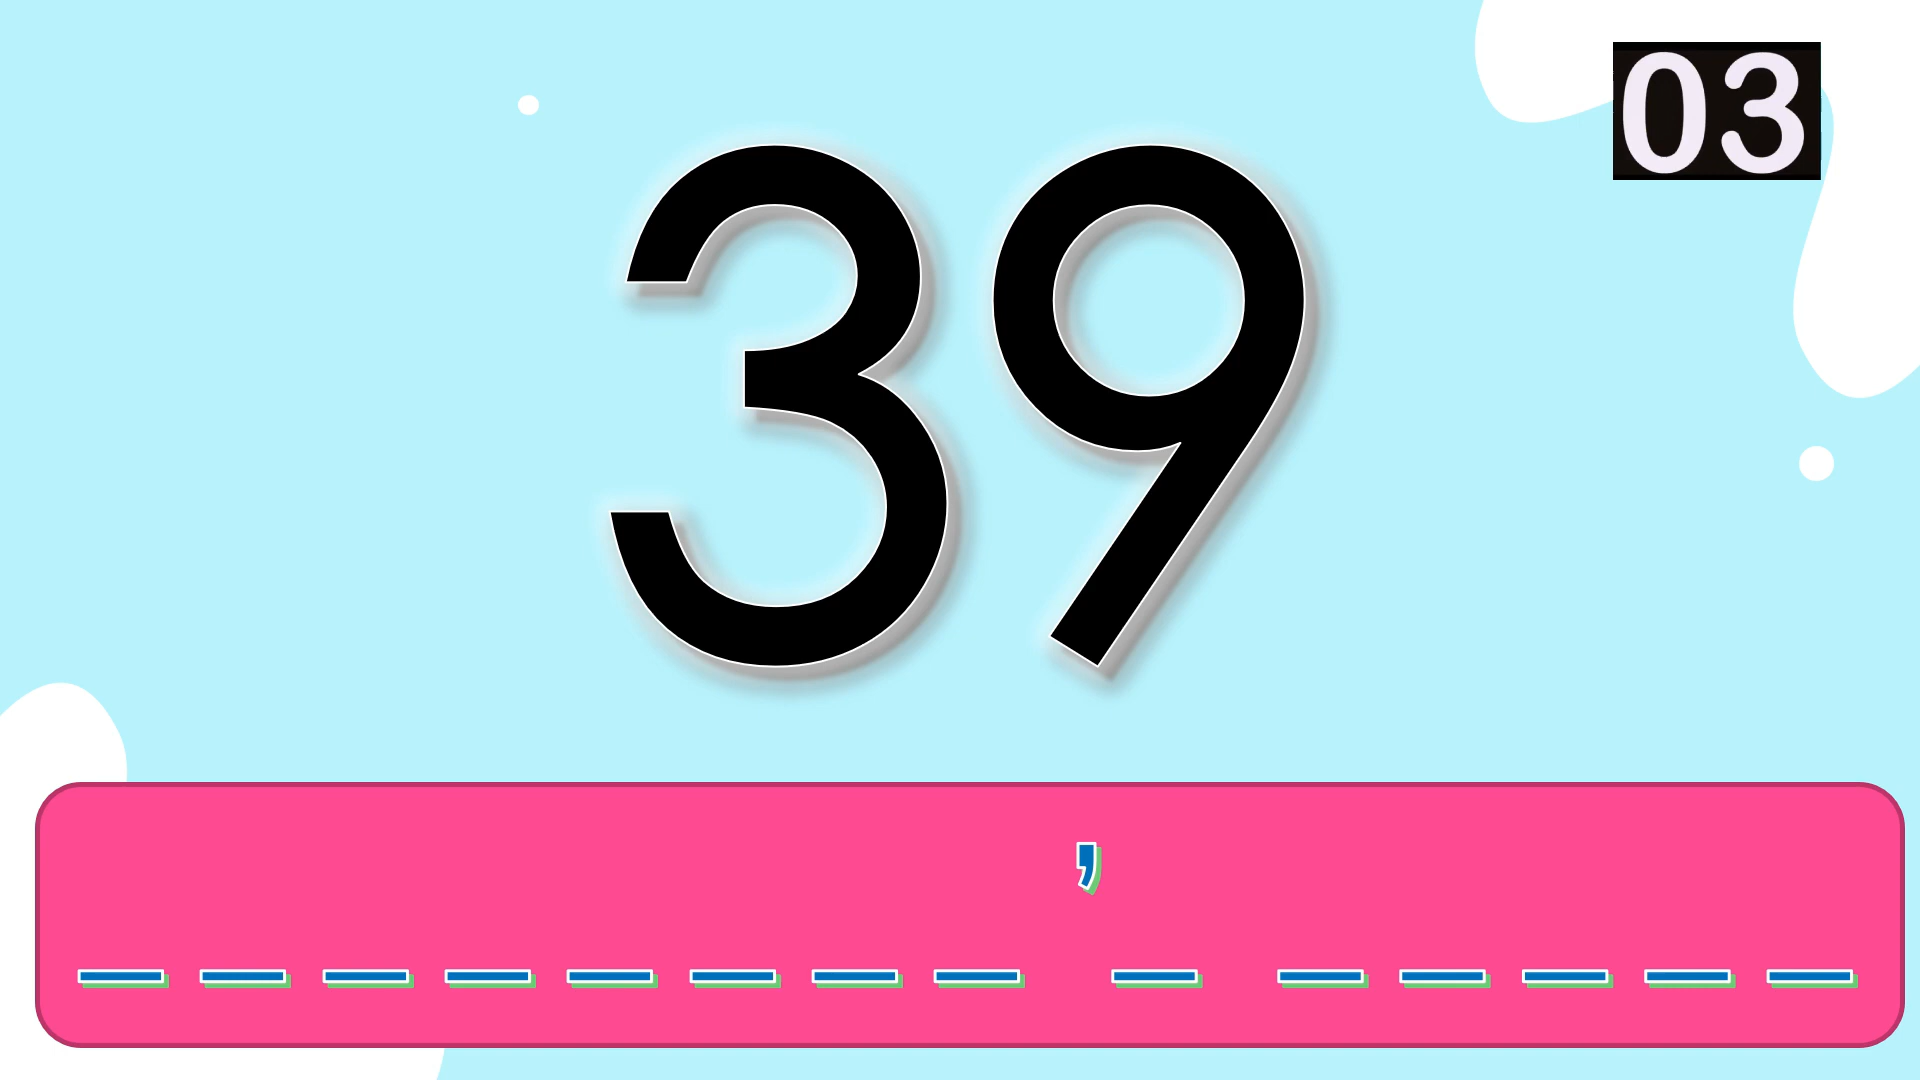 03
39
’
_ _ _ _ _ _ _ _ _ _ _ _ _ _